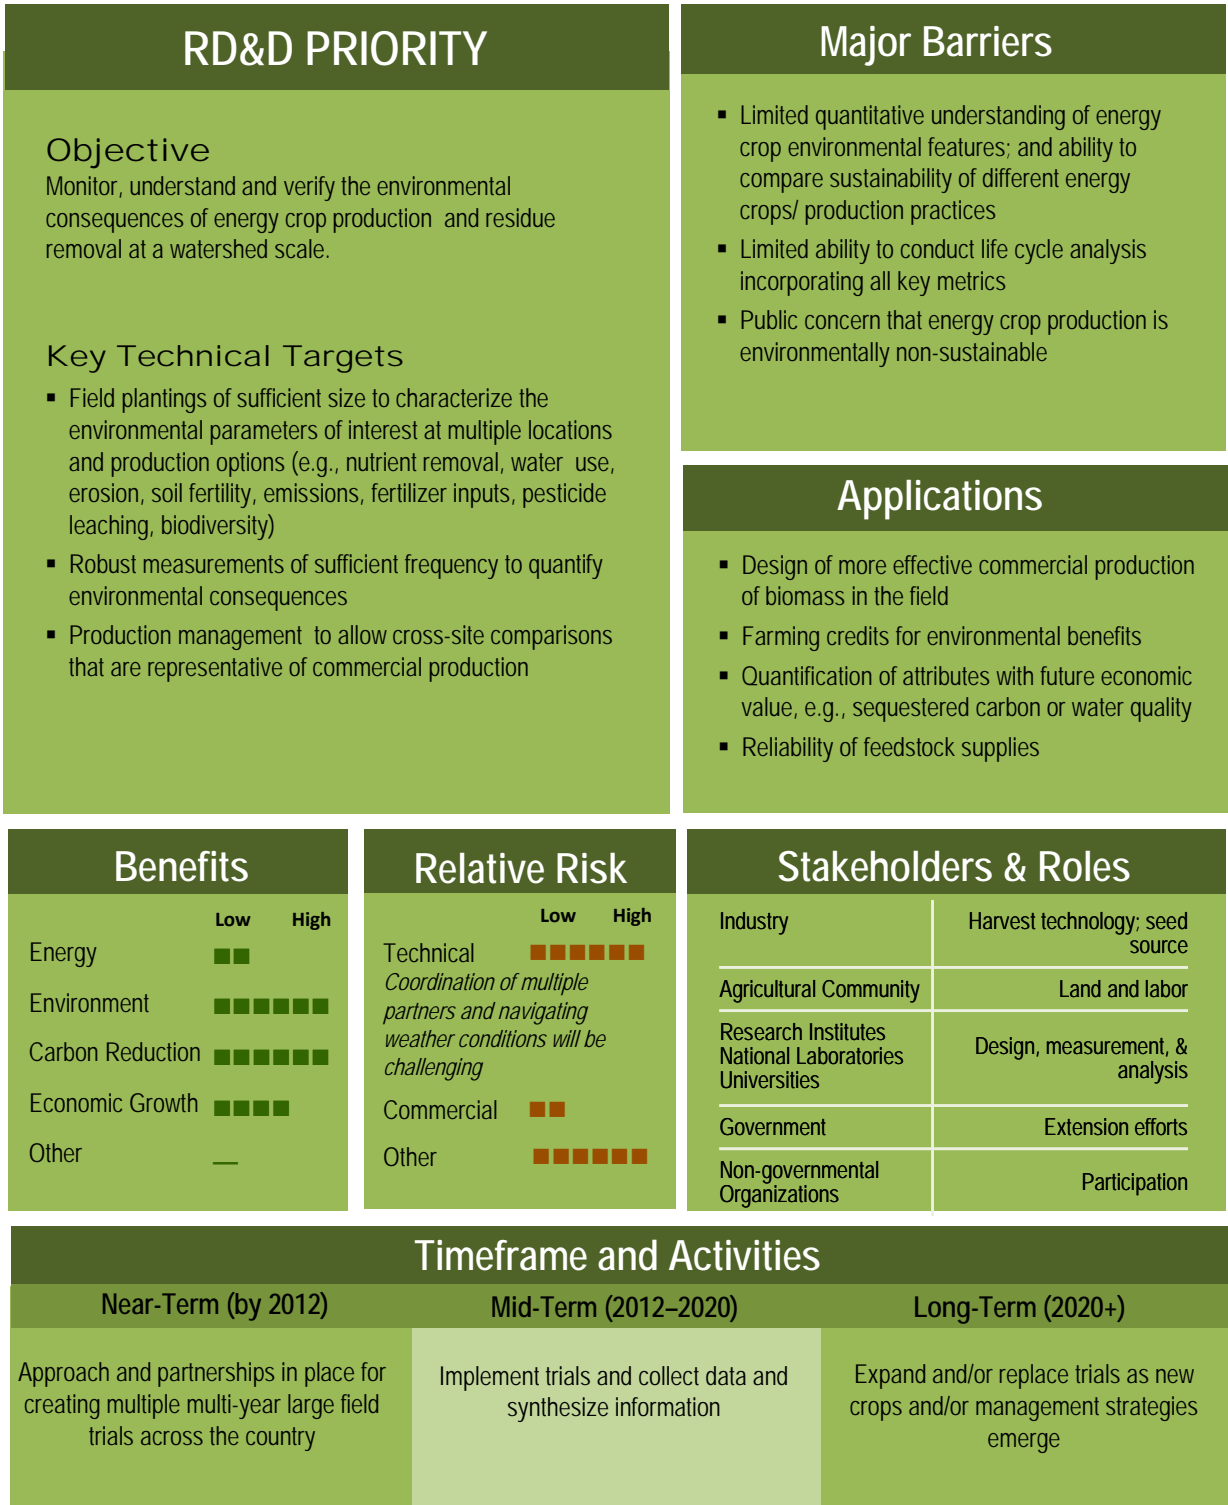 RD&D PRIORITY
Objective
Monitor, understand and verify the environmental
consequences of energy crop production and residue
removal at a watershed scale.
Key Technical Targets
▪ Field plantings of sufficient size to characterize the
environmental parameters of interest at multiple locations
and production options (e.g., nutrient removal, water use,
erosion, soil fertility, emissions, fertilizer inputs, pesticide
leaching, biodiversity)
▪ Robust measurements of sufficient frequency to quantify
environmental consequences
▪ Production management to allow cross-site comparisons
that are representative of commercial production
Major Barriers
▪ Limited quantitative understanding of energy
crop environmental features; and ability to
compare sustainability of different energy
crops/ production practices
▪ Limited ability to conduct life cycle analysis
incorporating all key metrics
▪ Public concern that energy crop production is
environmentally non-sustainable
Applications
▪ Design of more effective commercial production
of biomass in the field
▪ Farming credits for environmental benefits
▪ Quantification of attributes with future economic
value, e.g., sequestered carbon or water quality
▪ Reliability of feedstock supplies
Benefits
Low High
Energy
Environment
Carbon Reduction
Economic Growth
Other
Relative Risk
Low High
Technical
Coordination of multiple
partners and navigating
weather conditions will be
challenging
Commercial
Other
Stakeholders & Roles
Industry
Harvest technology; seed
source
Agricultural Community
Land and labor
Research Institutes
National Laboratories
Universities
Design, measurement, &
analysis
Government
Extension efforts
Non-governmental
Organizations
Participation
Timeframe and Activities
Near-Term (by 2012)
Approach and partnerships in place for
creating multiple multi-year large field
trials across the country
Mid-Term (2012–2020)
Implement trials and collect data and
synthesize information
Long-Term (2020+)
Expand and/or replace trials as new
crops and/or management strategies
emerge